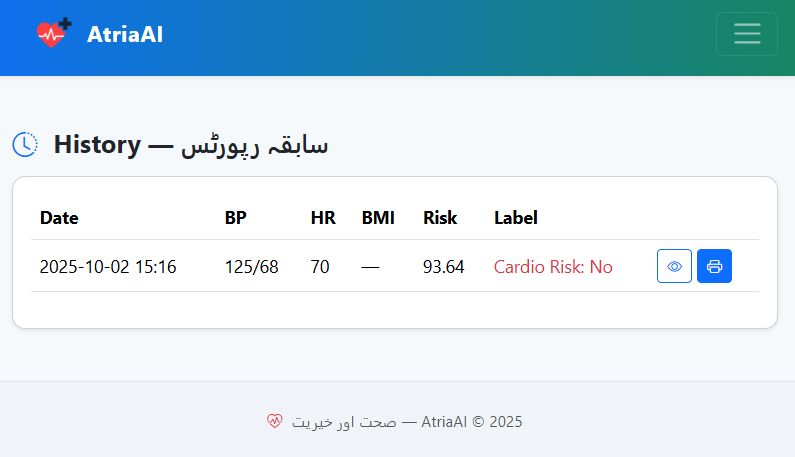 AtriaAI
History — سابقہ رپورٹس
Date BP HR BMI Risk Label
2025-10-02 15:16 125/68 70 — 93.64 Cardio Risk: No
صحت اور خیریت — AtriaAI © 2025